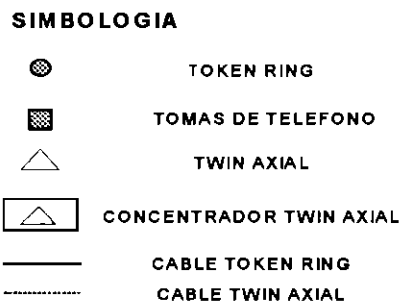 SIMBOLOGIA
TOKEN RING
TOMAS DE TELEFONO
TWIN AXIAL
CONCENTRADOR TWIN AXIAL
CABLE TOKEN RING
CABLE TWIN AXIAL